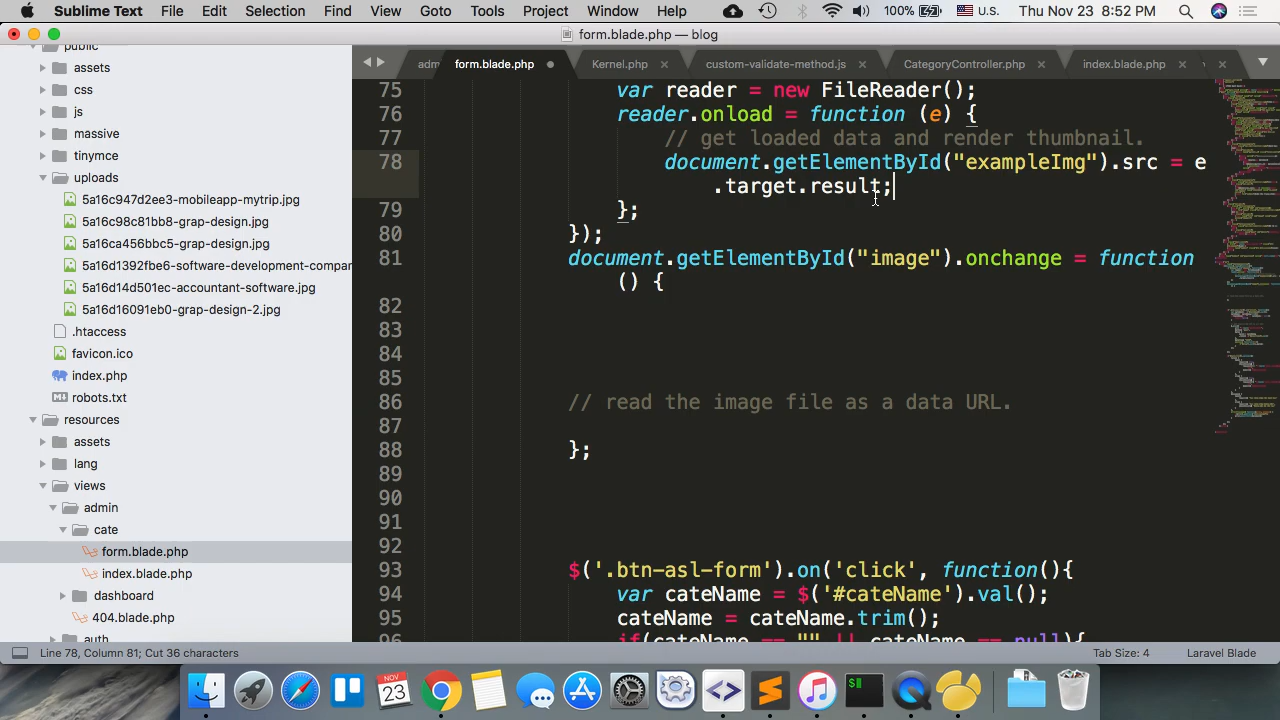 Sublime Text File Edit Selection Find View Goto Tools Project Window Help 100% U.S. Thu Nov 23 8:52 PM
form.blade.php — blog
public
assets
css
js
massive
tinymce
uploads
5a16c947d2ee3-mobileapp-mytrip.jpg
5a16c98c81bb8-grap-design.jpg
5a16ca456bbc5-grap-design.jpg
5a16d1392fbe6-software-development-compar
5a16d14d501ec-accountant-software.jpg
5a16d16091eb0-grap-design-2.jpg
.htaccess
favicon.ico
index.php
robots.txt
resources
assets
lang
views
admin
cate
form.blade.php
index.blade.php
dashboard
404.blade.php
auth
adm form.blade.php Kernel.php custom-validate-method.js CategoryController.php index.blade.php
75 var reader = new FileReader();
76 reader.onload = function (e) {
77 // get loaded data and render thumbnail.
78 document.getElementById("exampleImg").src = e
.target.result;
79 };
80 });
81 document.getElementById("image").onchange = function
() {
82
83
84
85
86 // read the image file as a data URL.
87
88 };
89
90
91
92
93 $('.btn-asl-form').on('click', function(){
94 var cateName = $('#cateName').val();
95 cateName = cateName.trim();
96 if(cateName == "" || cateName == null){
Line 78, Column 81; Cut 36 characters Tab Size: 4 Laravel Blade
NOV
23